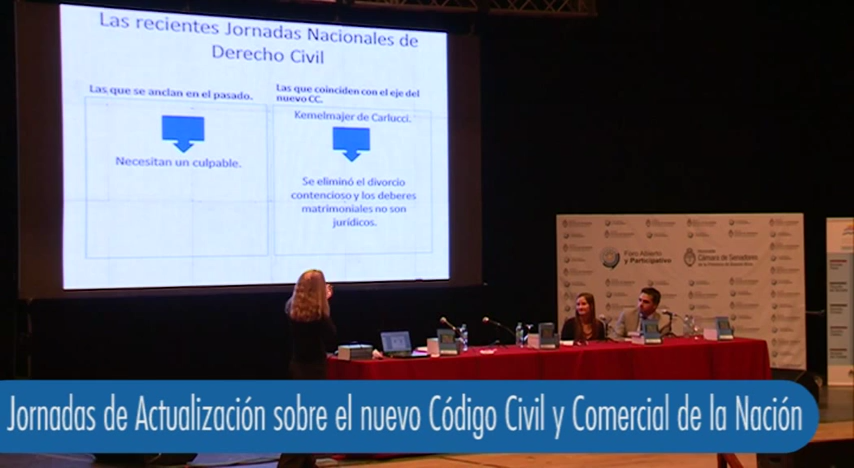 Las recientes Jornadas Nacionales de
Derecho Civil
Las que se anclan en el pasado.
Las que coinciden con el eje del
nuevo CC.
Necesitan un culpable.
Kemelmajer de Carlucci.
Se eliminó el divorcio
contencioso y los deberes
matrimoniales no son
jurídicos.
Foro Abierto
y Participativo
Cámara de Senadores
Jornadas de Actualización sobre el nuevo Código Civil y Comercial de la Nación